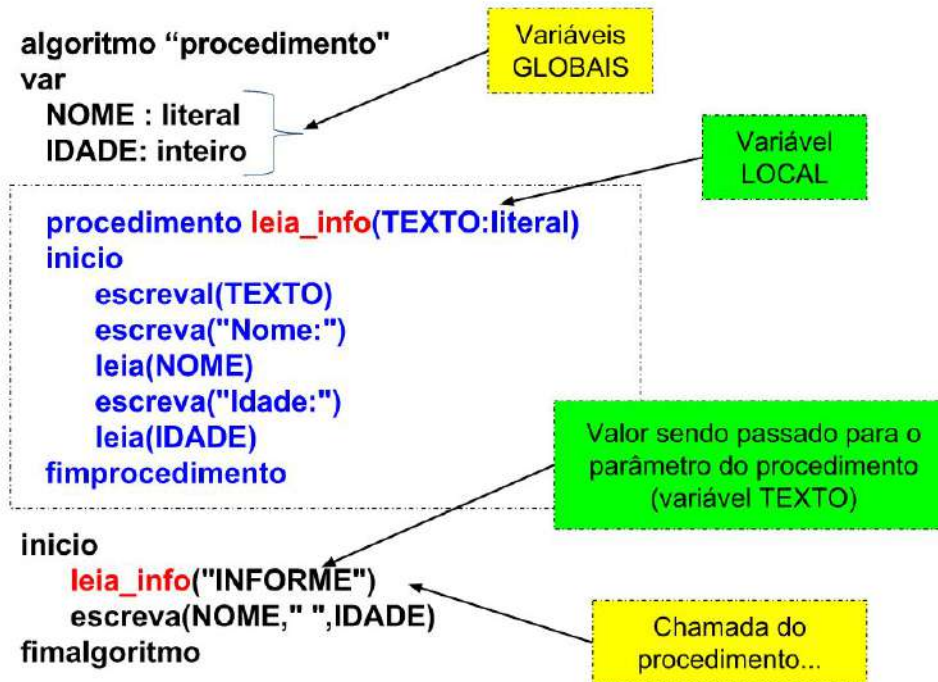 algoritmo “procedimento"
var
NOME : literal
IDADE: inteiro
Variáveis
GLOBAIS
Variável
LOCAL
procedimento leia_info(TEXTO:literal)
inicio
escreval(TEXTO)
escreva("Nome:")
leia(NOME)
escreva("Idade:")
leia(IDADE)
fimprocedimento
Valor sendo passado para o
parâmetro do procedimento
(variável TEXTO)
inicio
leia_info("INFORME")
escreva(NOME," ",IDADE)
fimalgoritmo
Chamada do
procedimento...